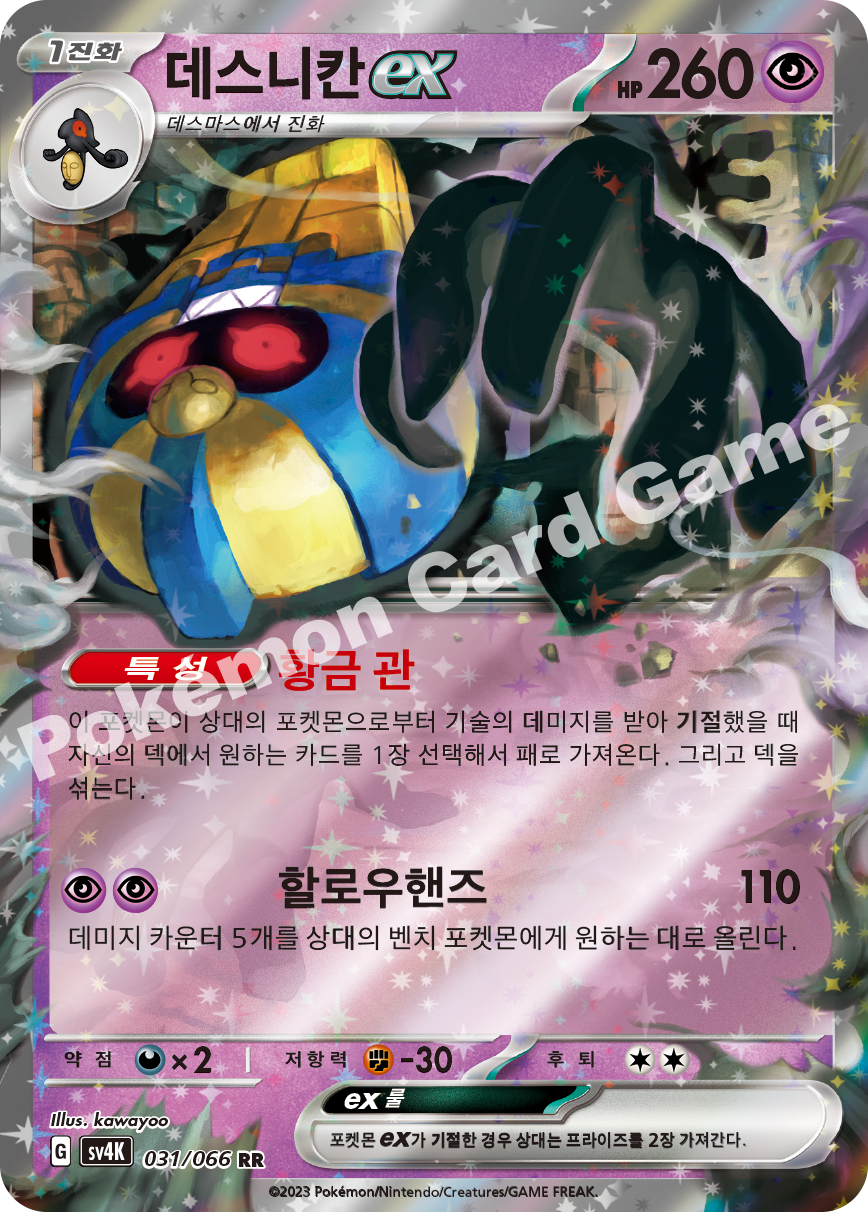 1진화
데스니칸 ex
HP 260
데스마스에서 진화
Pokémon Card Game
특성 황금 관
이 포켓몬이 상대의 포켓몬으로부터 기술의 데미지를 받아 기절했을 때
자신의 덱에서 원하는 카드를 1장 선택해서 패로 가져온다. 그리고 덱을
섞는다.
할로우핸즈 110
데미지 카운터 5개를 상대의 벤치 포켓몬에게 원하는 대로 올린다.
약점 ×2 저항력 -30 후퇴
ex 룰
포켓몬 ex가 기절한 경우 상대는 프라이즈를 2장 가져간다.
Illus. kawayoo
G sv4K 031/066 RR
©2023 Pokémon/Nintendo/Creatures/GAME FREAK.